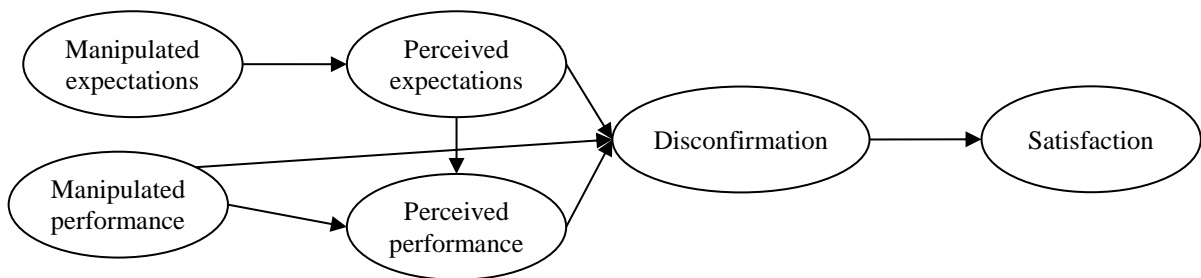 Manipulated
expectations
Perceived
expectations
Disconfirmation
Satisfaction
Manipulated
performance
Perceived
performance